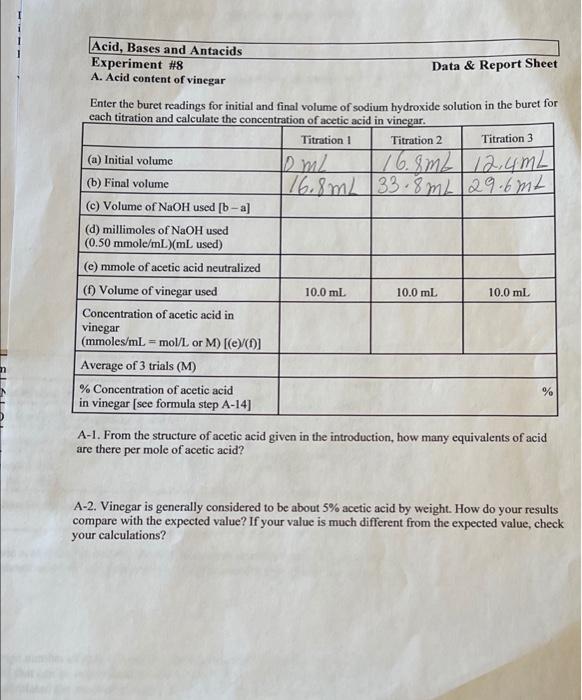 Acid, Bases and Antacids
Experiment #8 Data & Report Sheet
A. Acid content of vinegar
Enter the buret readings for initial and final volume of sodium hydroxide solution in the buret for
each titration and calculate the concentration of acetic acid in vinegar.
Titration 1 Titration 2 Titration 3
(a) Initial volume 0 mL 16.8mL 12.4mL
(b) Final volume 16.8mL 33.8mL 29.6mL
(c) Volume of NaOH used [b – a]
(d) millimoles of NaOH used
(0.50 mmole/mL)(mL used)
(e) mmole of acetic acid neutralized
(f) Volume of vinegar used 10.0 mL 10.0 mL 10.0 mL
Concentration of acetic acid in
vinegar
(mmoles/mL = mol/L or M) [(e)/(f)]
Average of 3 trials (M)
% Concentration of acetic acid %
in vinegar [see formula step A-14]
A-1. From the structure of acetic acid given in the introduction, how many equivalents of acid
are there per mole of acetic acid?
A-2. Vinegar is generally considered to be about 5% acetic acid by weight. How do your results
compare with the expected value? If your value is much different from the expected value, check
your calculations?